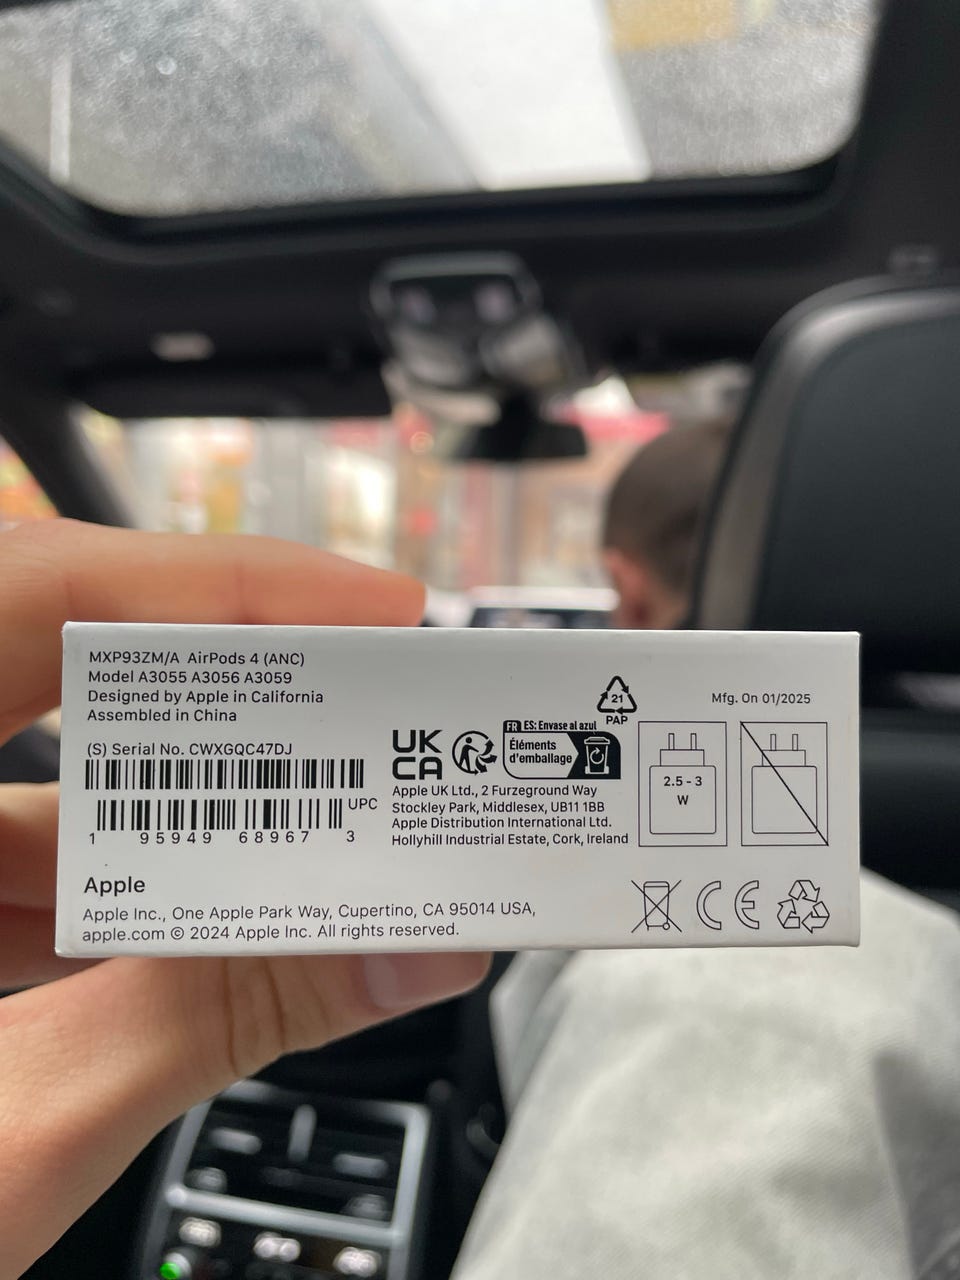 MXP93ZM/A AirPods 4 (ANC)
Model A3055 A3056 A3059
Designed by Apple in California
Assembled in China
(S) Serial No. CWXGQC47DJ
UPC
1 95949 68967 3
UK
CA
FR ES: Envase al azul
Éléments
d'emballage
21
PAP
Mfg. On 01/2025
2.5 - 3
W
Apple UK Ltd., 2 Furzeground Way
Stockley Park, Middlesex, UB11 1BB
Apple Distribution International Ltd.
Hollyhill Industrial Estate, Cork, Ireland
Apple
Apple Inc., One Apple Park Way, Cupertino, CA 95014 USA,
apple.com © 2024 Apple Inc. All rights reserved.
CE